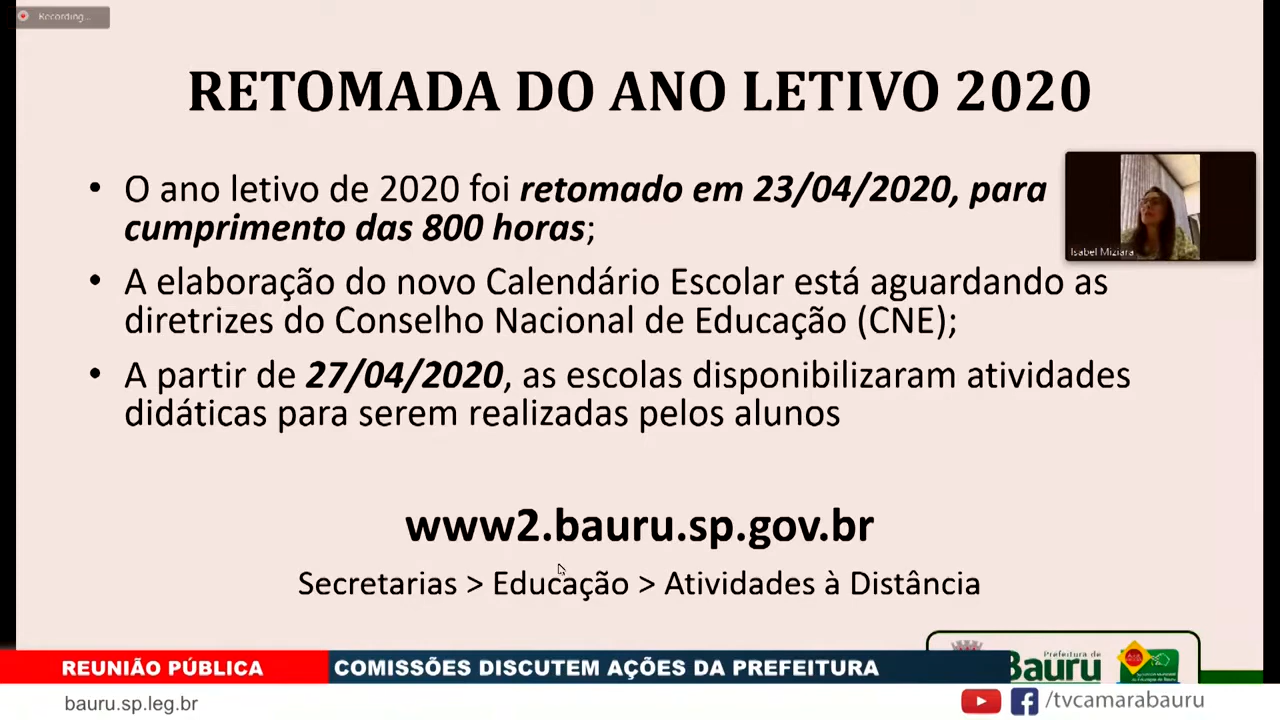 Recording...
RETOMADA DO ANO LETIVO 2020
• O ano letivo de 2020 foi retomado em 23/04/2020, para
cumprimento das 800 horas;
Isabel Miziara
• A elaboração do novo Calendário Escolar está aguardando as
diretrizes do Conselho Nacional de Educação (CNE);
• A partir de 27/04/2020, as escolas disponibilizaram atividades
didáticas para serem realizadas pelos alunos
www2.bauru.sp.gov.br
Secretarias > Educação > Atividades à Distância
Prefeitura de
Bauru
REUNIÃO PÚBLICA
COMISSÕES DISCUTEM AÇÕES DA PREFEITURA
bauru.sp.leg.br
/tvcamarabauru